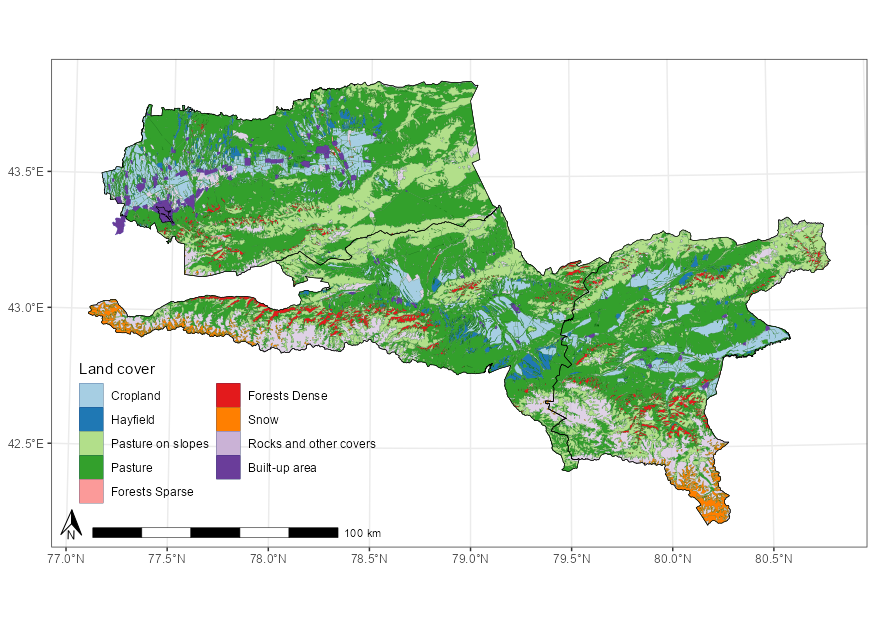 43.5°E
43.0°E
42.5°E
Land cover
Cropland
Hayfield
Pasture on slopes
Pasture
Forests Sparse
Forests Dense
Snow
Rocks and other covers
Built-up area
N
100 km
77.0°N 77.5°N 78.0°N 78.5°N 79.0°N 79.5°N 80.0°N 80.5°N